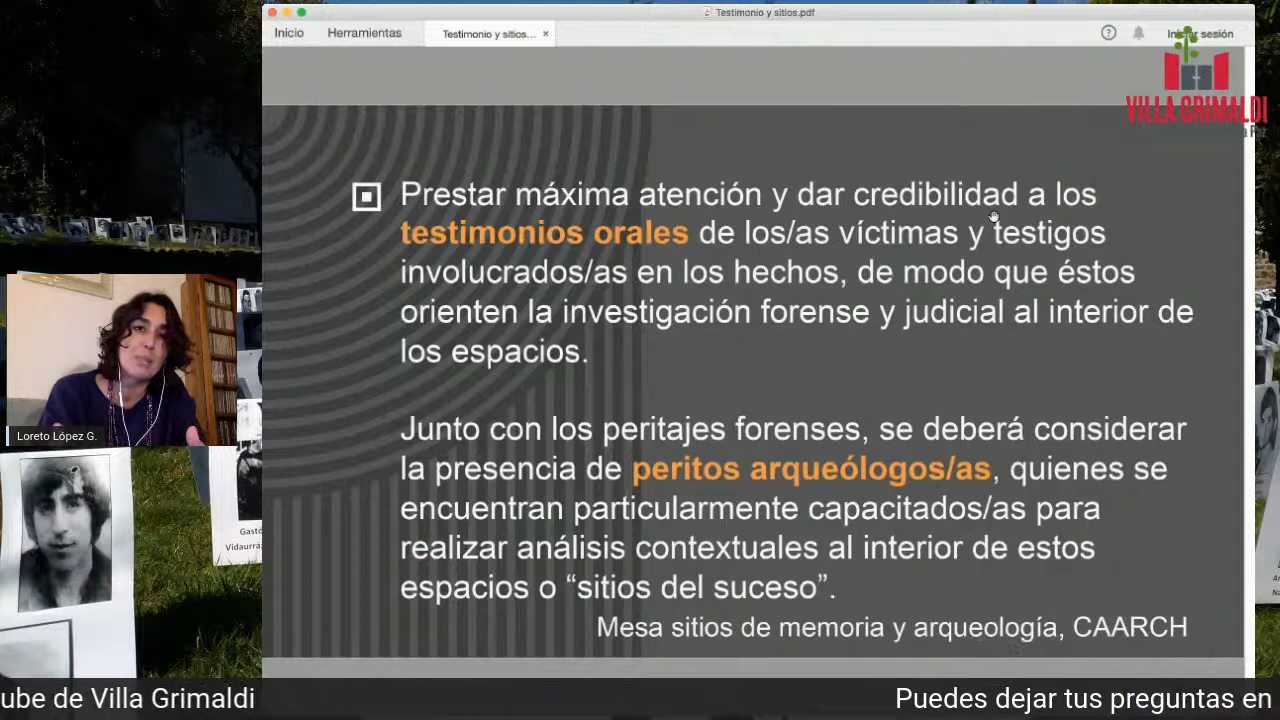 Testimonio y sitios.pdf
Inicio
Herramientas
Testimonio y sitios...
sesión
VILLA GRIMALDI
Prestar máxima atención y dar credibilidad a los
testimonios orales de los/as víctimas y testigos
involucrados/as en los hechos, de modo que éstos
orienten la investigación forense y judicial al interior de
los espacios.
Junto con los peritajes forenses, se deberá considerar
la presencia de peritos arqueólogos/as, quienes se
encuentran particularmente capacitados/as para
realizar análisis contextuales al interior de estos
espacios o “sitios del suceso”.
Mesa sitios de memoria y arqueología, CAARCH
Loreto López G.
Gastó
Vidaurrá
ube de Villa Grimaldi
Puedes dejar tus preguntas en